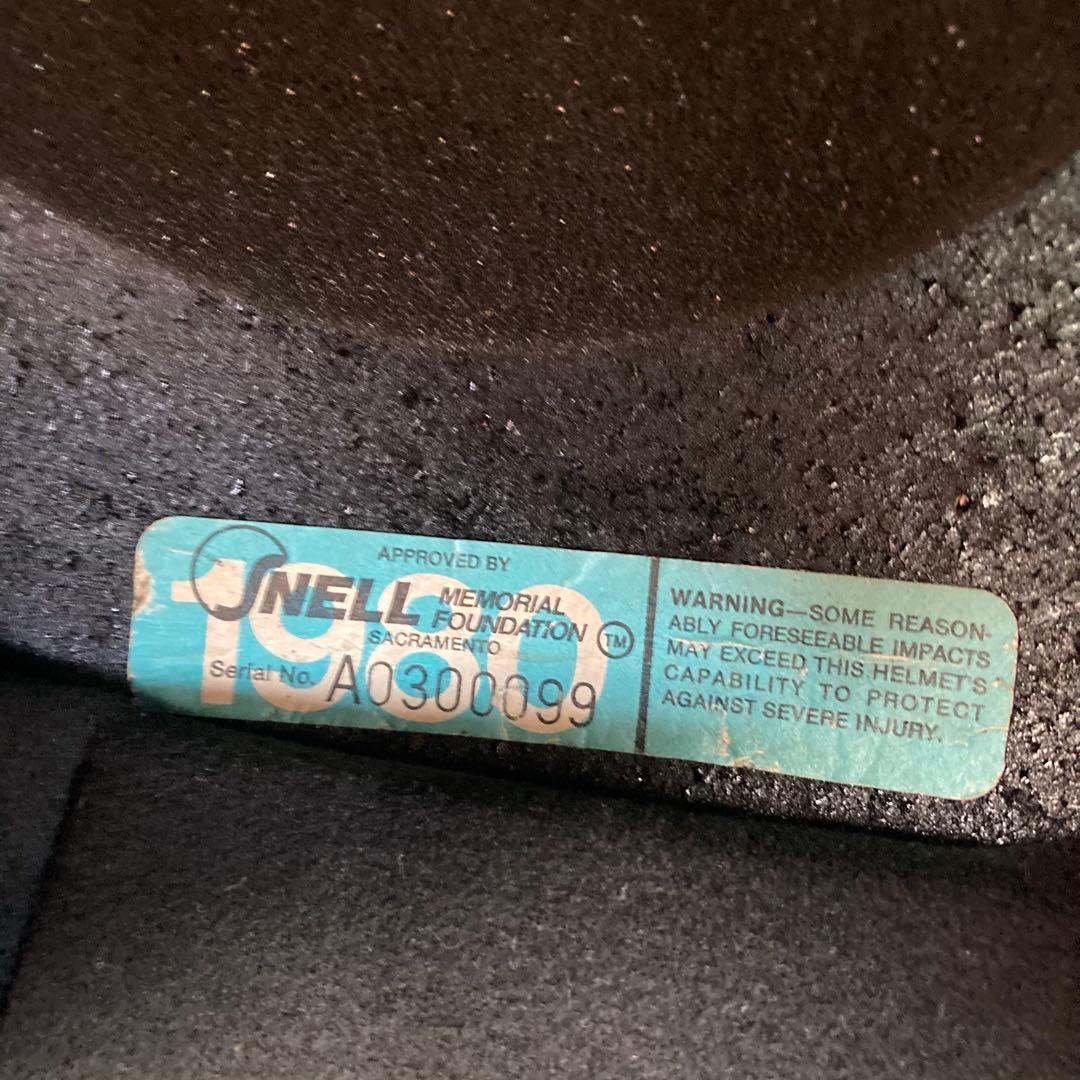 1980
APPROVED BY
SNELL MEMORIAL
FOUNDATION TM
SACRAMENTO
Serial No. A0300099
WARNING—SOME REASON-
ABLY FORESEEABLE IMPACTS
MAY EXCEED THIS HELMET'S
CAPABILITY TO PROTECT
AGAINST SEVERE INJURY.